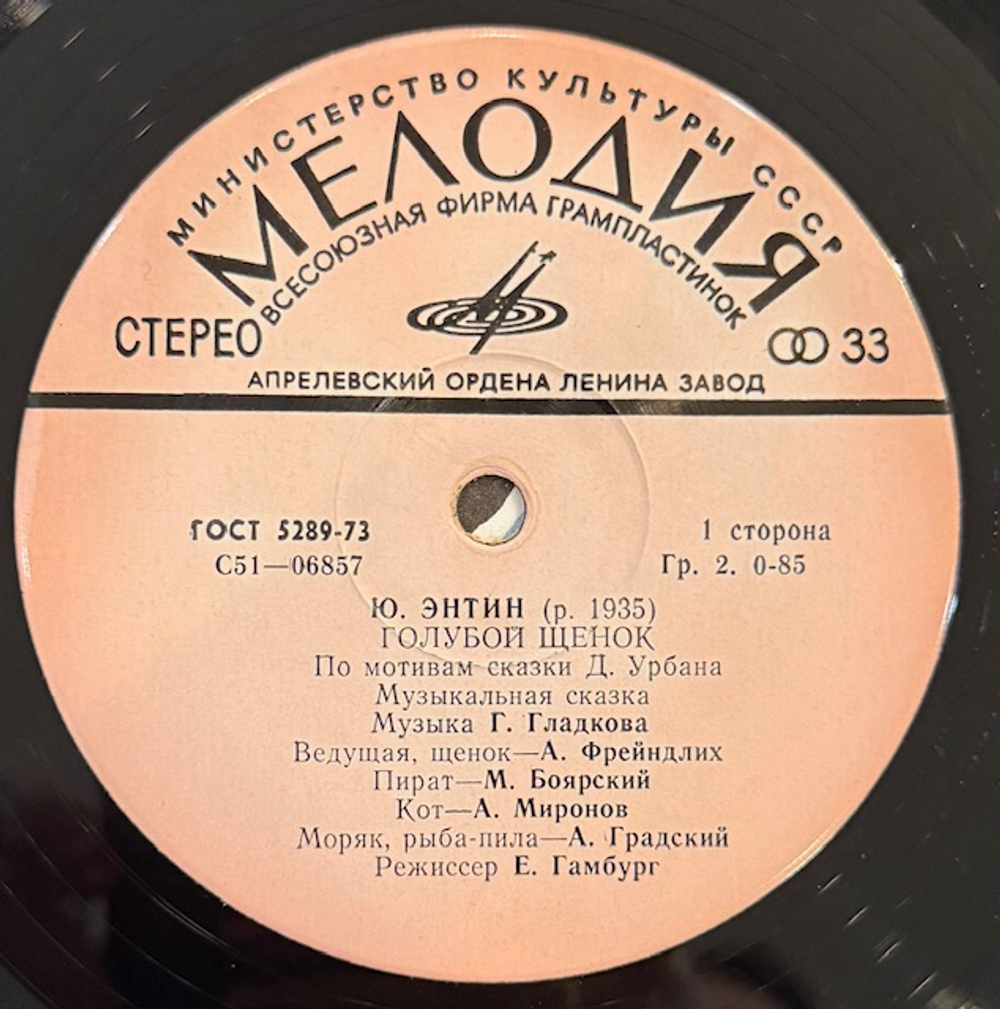 МИНИСТЕРСТВО КУЛЬТУРЫ СССР
МЕЛОДИЯ
ВСЕСОЮЗНАЯ ФИРМА ГРАМПЛАСТИНОК
СТЕРЕО
33
АПРЕЛЕВСКИЙ ОРДЕНА ЛЕНИНА ЗАВОД
ГОСТ 5289-73
1 сторона
С51—06857
Гр. 2. 0-85
Ю. ЭНТИН (р. 1935)
ГОЛУБОЙ ЩЕНОК
По мотивам сказки Д. Урбана
Музыкальная сказка
Музыка Г. Гладкова
Ведущая, щенок—А. Фрейндлих
Пират—М. Боярский
Кот—А. Миронов
Моряк, рыба-пила—А. Градский
Режиссер Е. Гамбург